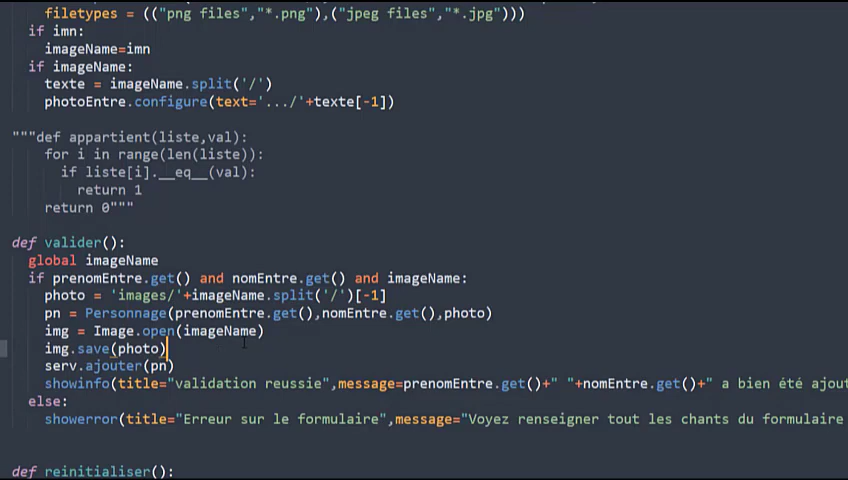 filetypes = (("png files","*.png"),("jpeg files","*.jpg")))
if imn:
imageName=imn
if imageName:
texte = imageName.split('/')
photoEntre.configure(text='.../'+texte[-1])
"""def appartient(liste,val):
for i in range(len(liste)):
if liste[i].__eq__(val):
return 1
return 0"""
def valider():
global imageName
if prenomEntre.get() and nomEntre.get() and imageName:
photo = 'images/'+imageName.split('/')[-1]
pn = Personnage(prenomEntre.get(),nomEntre.get(),photo)
img = Image.open(imageName)
img.save(photo)
serv.ajouter(pn)
showinfo(title="validation reussie",message=prenomEntre.get()+" "+nomEntre.get()+" a bien été ajout
else:
showerror(title="Erreur sur le formulaire",message="Voyez renseigner tout les chants du formulaire
def reinitialiser():